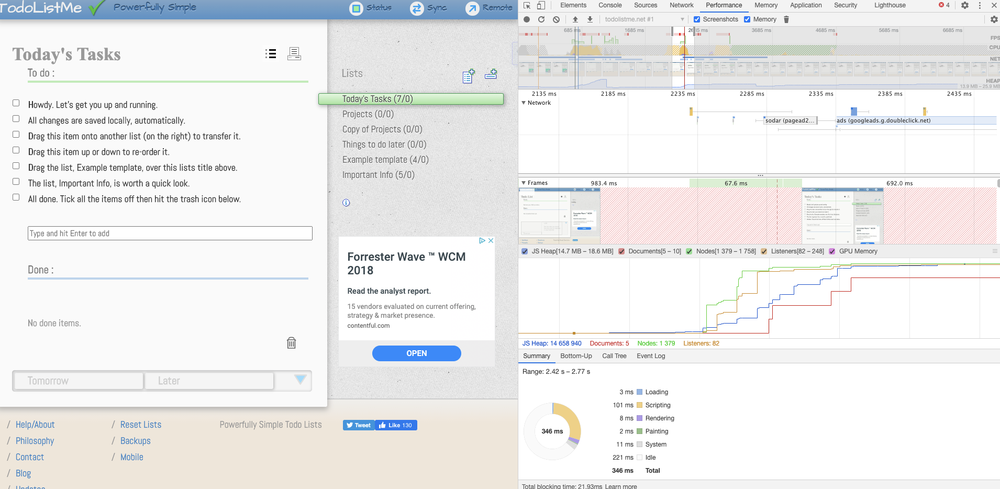 TodoListMe Powerfully Simple Status Sync Remote
Today's Tasks
To do :
Howdy. Let's get you up and running.
All changes are saved locally, automatically.
Drag this item onto another list (on the right) to transfer it.
Drag this item up or down to re-order it.
Drag the list, Example template, over this lists title above.
The list, Important Info, is worth a quick look.
All done. Tick all the items off then hit the trash icon below.
Type and hit Enter to add
Done :
No done items.
Tomorrow Later
Lists
Today's Tasks (7/0)
Projects (0/0)
Copy of Projects (0/0)
Things to do later (0/0)
Example template (4/0)
Important Info (5/0)
Forrester Wave ™ WCM
2018
Read the analyst report.
15 vendors evaluated on current offering,
strategy & market presence.
contentful.com
OPEN
/ Help/About
/ Philosophy
/ Contact
/ Blog
Updates
/ Reset Lists
/ Backups
/ Mobile
Powerfully Simple Todo Lists
Tweet Like 130
Elements Console Sources Network Performance Memory Application Security Lighthouse 4
todolistme.net #1 Screenshots Memory
685 ms 1685 ms 3685 ms 4685 ms 5685 ms 6685 ms
FPS
CPU
NET
HEAP
13.9 MB – 25.9 MB
2135 ms 2185 ms 2235 ms 2285 ms 2335 ms 2385 ms 2435 ms
Network
sodar (pagead2... ads (googleads.g.doubleclick.net)
Frames 983.4 ms 67.6 ms 692.0 ms
JS Heap[14.7 MB – 18.6 MB] Documents[5 – 10] Nodes[1 379 – 1 758] Listeners[82 – 248] GPU Memory
JS Heap: 14 658 940 Documents: 5 Nodes: 1 379 Listeners: 82
Summary Bottom-Up Call Tree Event Log
Range: 2.42 s – 2.77 s
346 ms
3 ms Loading
101 ms Scripting
8 ms Rendering
2 ms Painting
11 ms System
221 ms Idle
346 ms Total
Total blocking time: 21.93ms Learn more